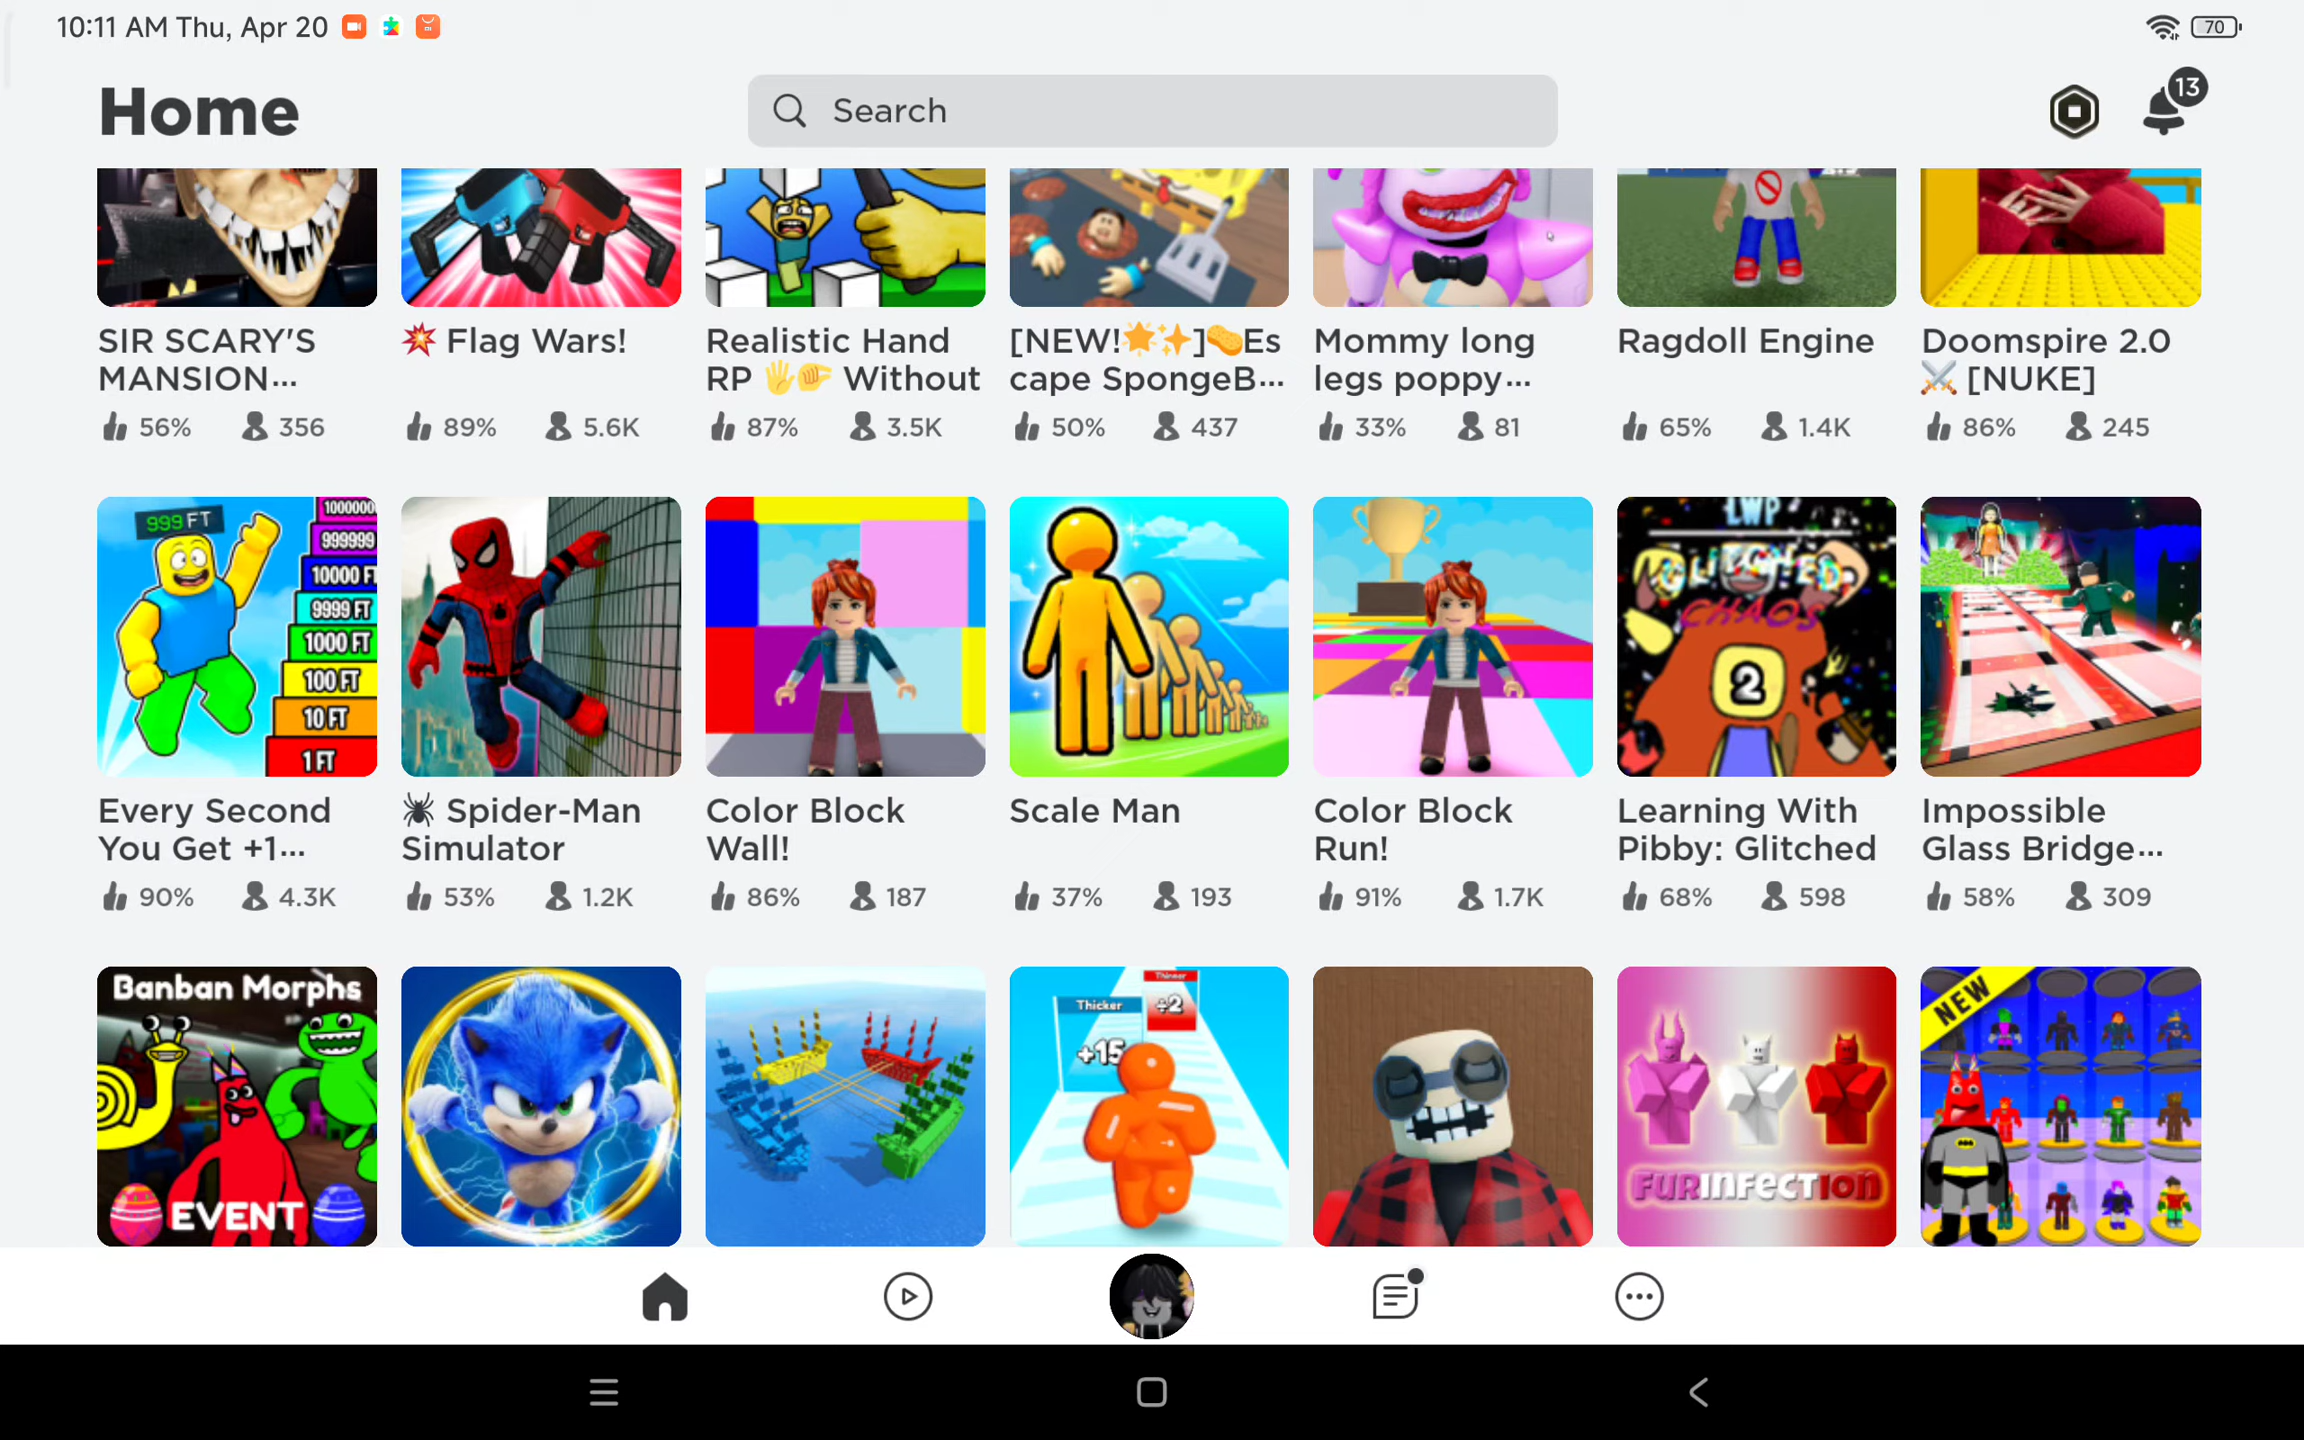 10:11 AM Thu, Apr 20
70
Home
Search
13
SIR SCARY'S
MANSION...
56% 356
💥 Flag Wars!
89% 5.6K
Realistic Hand
RP 🖐️🤛 Without
87% 3.5K
[NEW!🌟✨]🧽Es
cape SpongeB...
50% 437
Mommy long
legs poppy...
33% 81
Ragdoll Engine
65% 1.4K
Doomspire 2.0
⚔️ [NUKE]
86% 245
999 FT
1000000
999999
10000 FT
9999 FT
1000 FT
100 FT
10 FT
1 FT
Every Second
You Get +1...
90% 4.3K
🕷️ Spider-Man
Simulator
53% 1.2K
Color Block
Wall!
86% 187
Scale Man
37% 193
Color Block
Run!
91% 1.7K
LWP
GLITCHED
CHAOS
2
Learning With
Pibby: Glitched
68% 598
Impossible
Glass Bridge...
58% 309
Banban Morphs
EVENT
Thicker
+15
Thinner
÷2
FURINFECTION
NEW